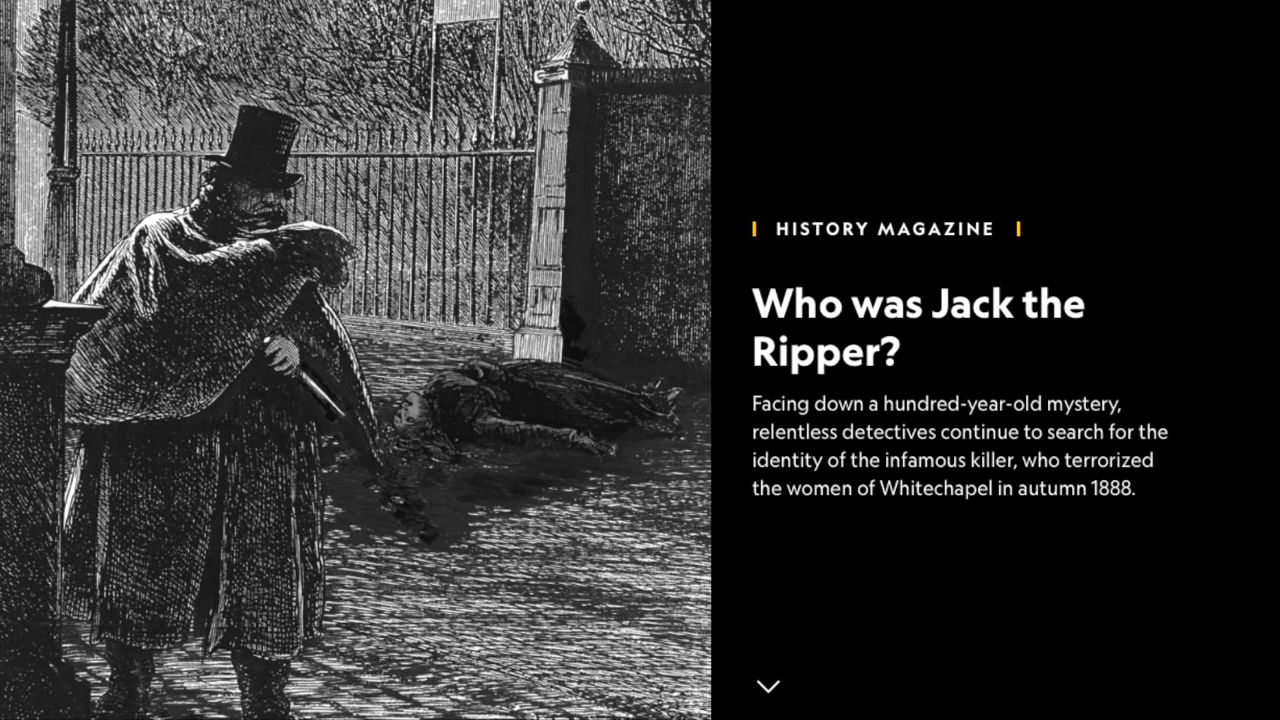 HISTORY MAGAZINE
Who was Jack the
Ripper?
Facing down a hundred-year-old mystery,
relentless detectives continue to search for the
identity of the infamous killer, who terrorized
the women of Whitechapel in autumn 1888.